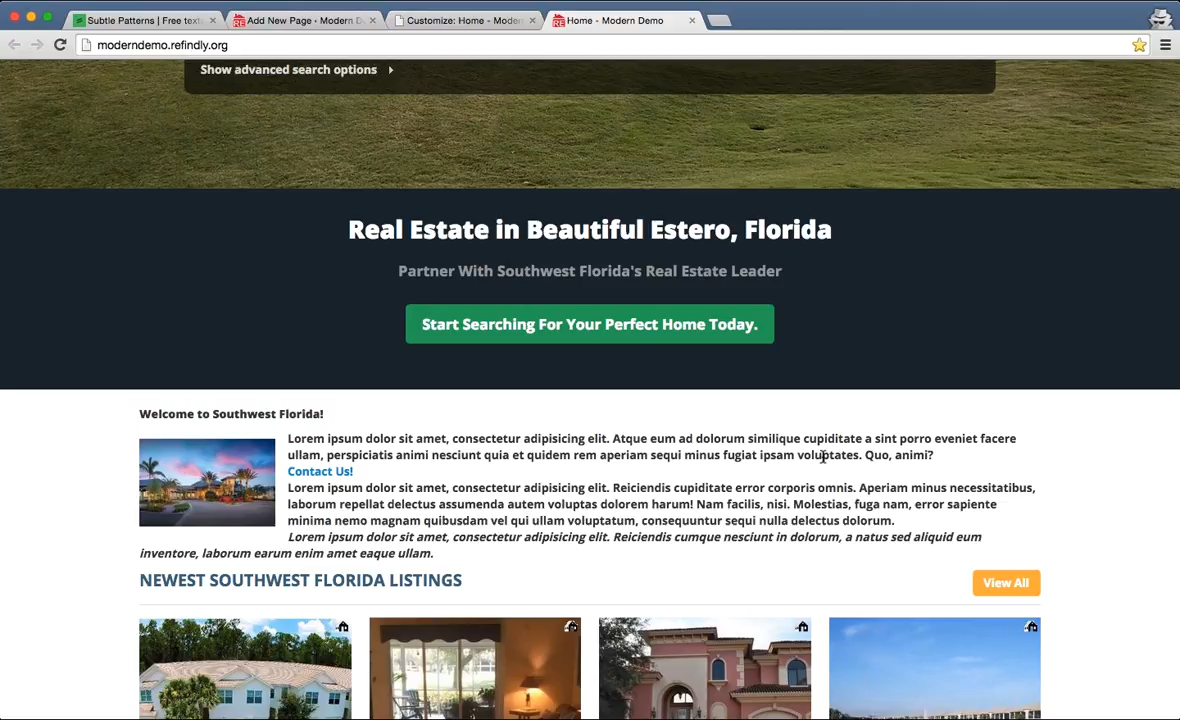 Subtle Patterns | Free text
Add New Page ‹ Modern D
Customize: Home - Modern
Home - Modern Demo
moderndemo.refindly.org
Show advanced search options
Real Estate in Beautiful Estero, Florida
Partner With Southwest Florida's Real Estate Leader
Start Searching For Your Perfect Home Today.
Welcome to Southwest Florida!
Lorem ipsum dolor sit amet, consectetur adipisicing elit. Atque eum ad dolorum similique cupiditate a sint porro eveniet facere
ullam, perspiciatis animi nesciunt quia et quidem rem aperiam sequi minus fugiat ipsam voluptates. Quo, animi?
Contact Us!
Lorem ipsum dolor sit amet, consectetur adipisicing elit. Reiciendis cupiditate error corporis omnis. Aperiam minus necessitatibus,
laborum repellat delectus assumenda autem voluptas dolorem harum! Nam facilis, nisi. Molestias, fuga nam, error sapiente
minima nemo magnam quibusdam vel qui ullam voluptatum, consequuntur sequi nulla delectus dolorum.
Lorem ipsum dolor sit amet, consectetur adipisicing elit. Reiciendis cumque nesciunt in dolorum, a natus sed aliquid eum
inventore, laborum earum enim amet eaque ullam.
NEWEST SOUTHWEST FLORIDA LISTINGS
View All